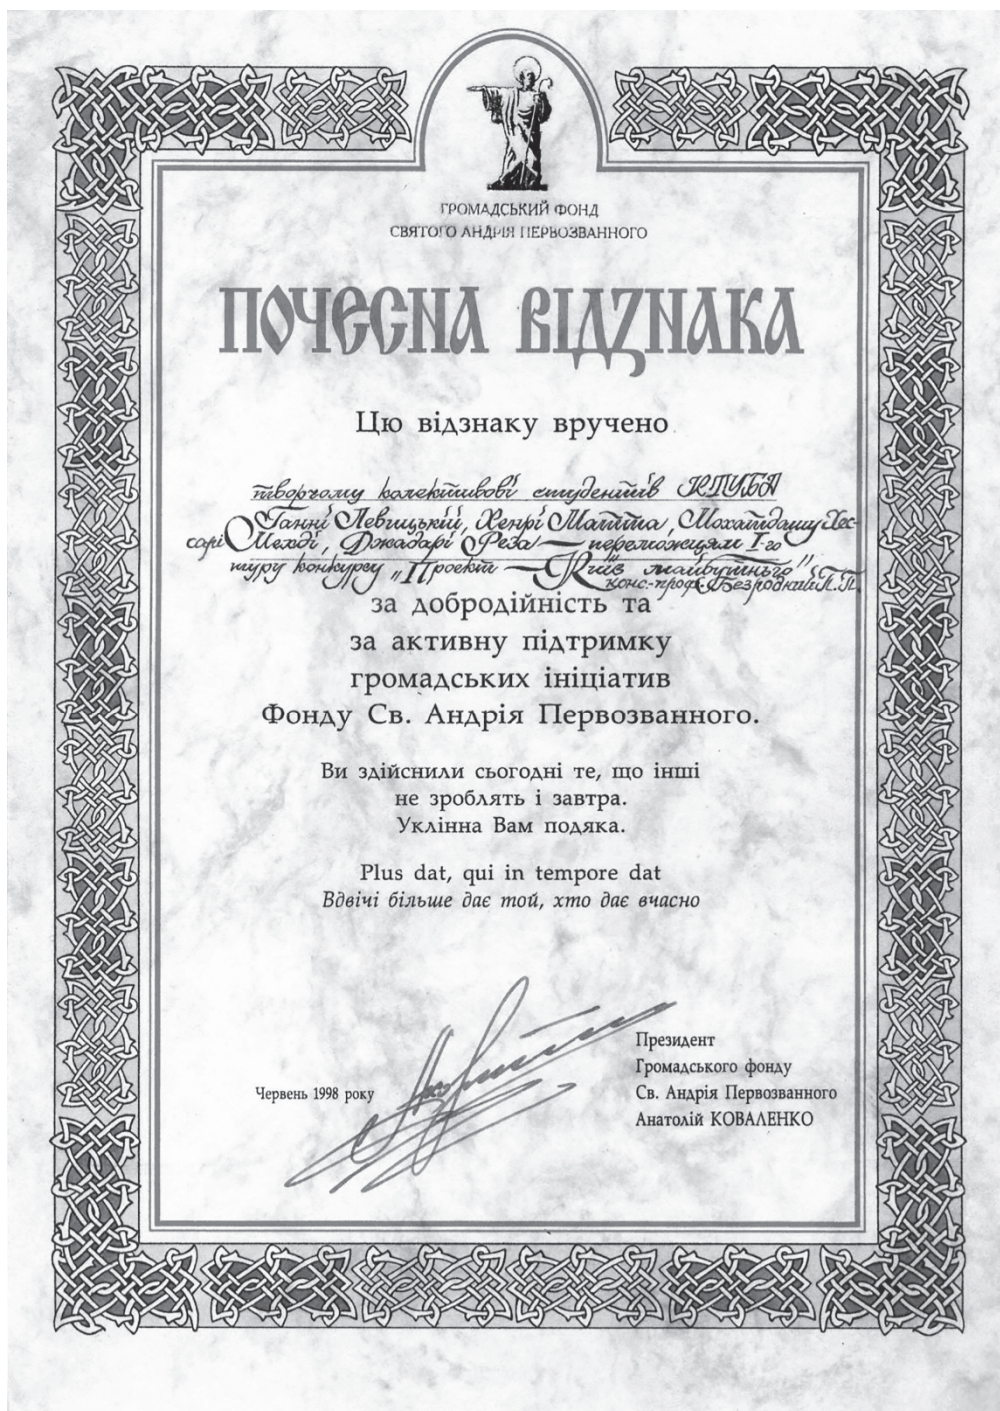 ГРОМАДСЬКИЙ ФОНД
СВЯТОГО АНДРІЯ ПЕРВОЗВАННОГО
ПОЧЕСНА ВІДЗНАКА
Цю відзнаку вручено
творчому колективові студентів КДТУБА
Ганні Левицькій, Хенрі Матта, Мохаммаду Хес-
сарі Мехді, Джафарі Реза — переможцям І-го
туру конкурсу „Проект — Київ майбутнього"
конс.-проф. Безродний П.П.
за добродійність та
за активну підтримку
громадських ініціатив
Фонду Св. Андрія Первозванного.
Ви здійснили сьогодні те, що інші
не зроблять і завтра.
Уклінна Вам подяка.
Plus dat, qui in tempore dat
Вдвічі більше дає той, хто дає вчасно
Червень 1998 року
Президент
Громадського фонду
Св. Андрія Первозванного
Анатолій КОВАЛЕНКО